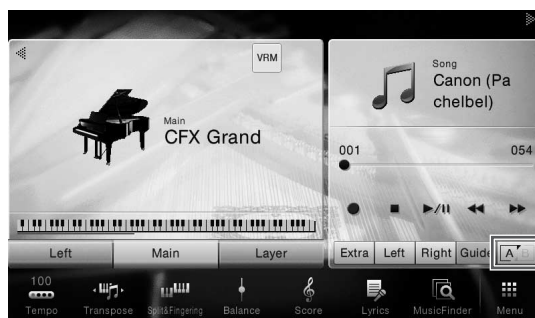 VRM
Main
CFX Grand
Song
Canon (Pa
chelbel)
001 054
Left Main Layer
Extra Left Right Guide A B
100
Tempo Transpose Split&Fingering Balance Score Lyrics MusicFinder Menu